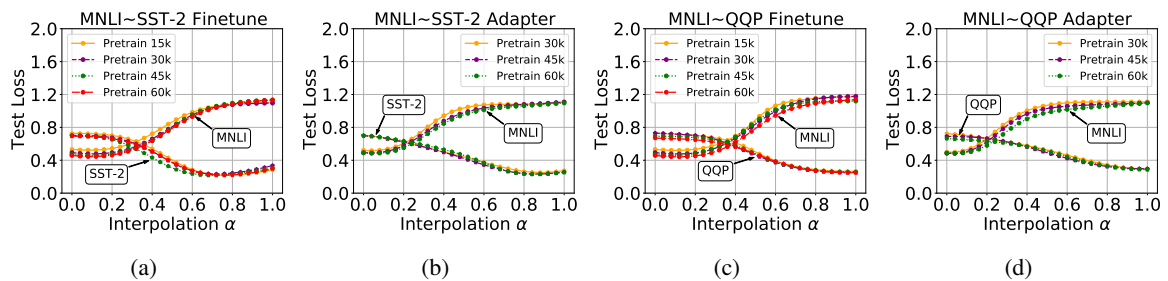 MNLI~SST-2 Finetune
Test Loss
2.0
1.6
1.2
0.8
0.4
0.0
Pretrain 15k
Pretrain 30k
Pretrain 45k
Pretrain 60k
MNLI
SST-2
0.0 0.2 0.4 0.6 0.8 1.0
Interpolation α
(a)
MNLI~SST-2 Adapter
Test Loss
2.0
1.6
1.2
0.8
0.4
0.0
Pretrain 30k
Pretrain 45k
Pretrain 60k
SST-2
MNLI
0.0 0.2 0.4 0.6 0.8 1.0
Interpolation α
(b)
MNLI~QQP Finetune
Test Loss
2.0
1.6
1.2
0.8
0.4
0.0
Pretrain 15k
Pretrain 30k
Pretrain 45k
Pretrain 60k
MNLI
QQP
0.0 0.2 0.4 0.6 0.8 1.0
Interpolation α
(c)
MNLI~QQP Adapter
Test Loss
2.0
1.6
1.2
0.8
0.4
0.0
Pretrain 30k
Pretrain 45k
Pretrain 60k
QQP
MNLI
0.0 0.2 0.4 0.6 0.8 1.0
Interpolation α
(d)